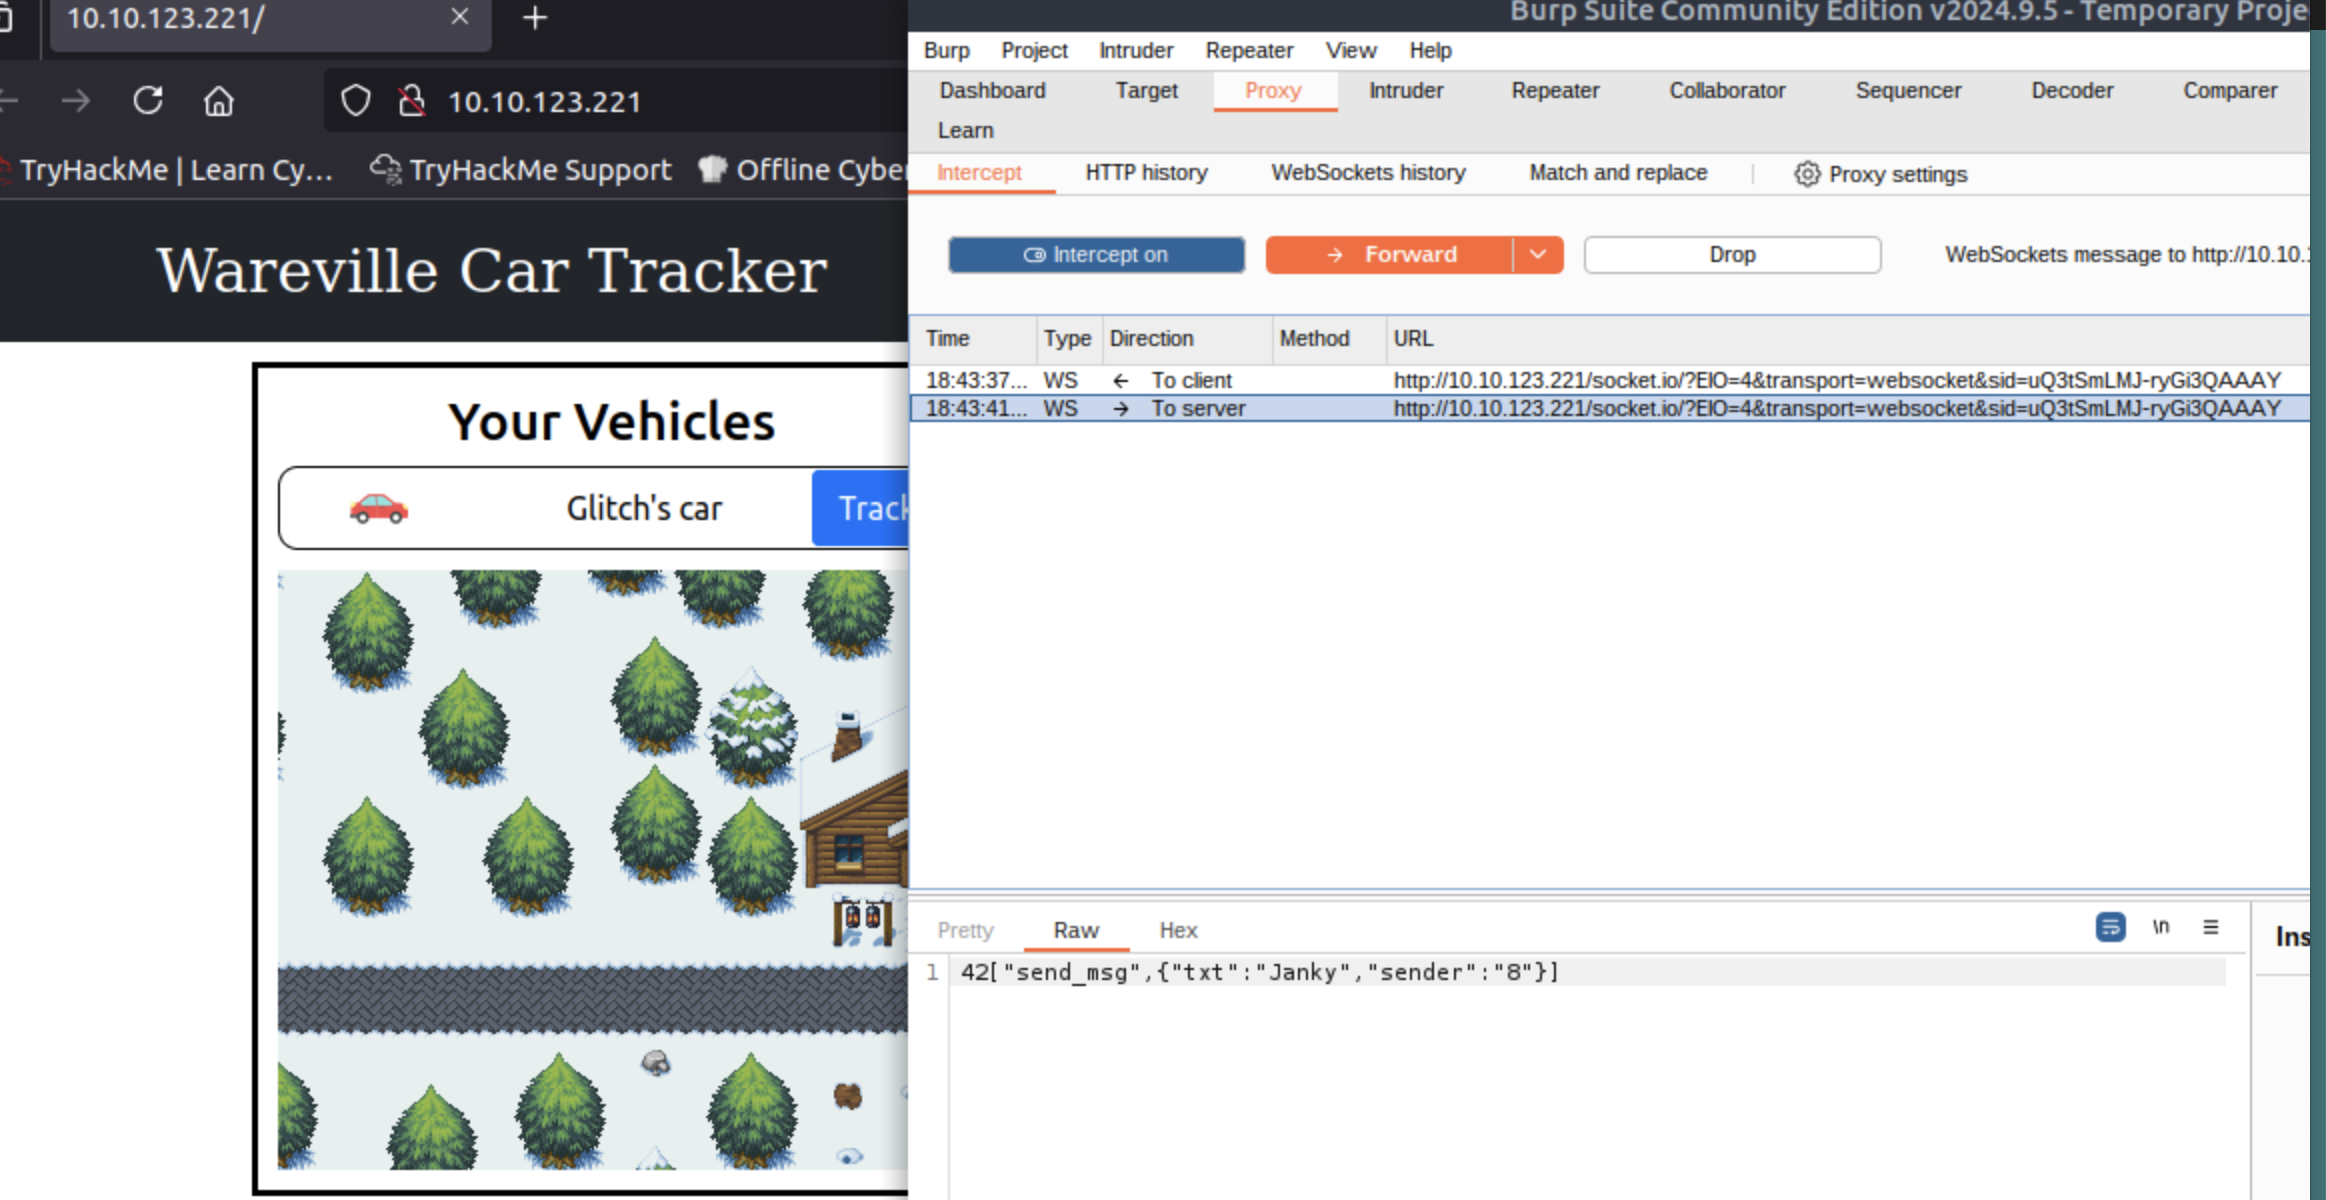 10.10.123.221/
10.10.123.221
TryHackMe | Learn Cy... TryHackMe Support Offline Cyber
Wareville Car Tracker
Your Vehicles
Glitch's car Track
Burp Suite Community Edition v2024.9.5 - Temporary Proje
Burp Project Intruder Repeater View Help
Dashboard Target Proxy Intruder Repeater Collaborator Sequencer Decoder Comparer
Learn
Intercept HTTP history WebSockets history Match and replace Proxy settings
Intercept on Forward Drop WebSockets message to http://10.10.1
Time Type Direction Method URL
18:43:37... WS ← To client http://10.10.123.221/socket.io/?EIO=4&transport=websocket&sid=uQ3tSmLMJ-ryGi3QAAAY
18:43:41... WS → To server http://10.10.123.221/socket.io/?EIO=4&transport=websocket&sid=uQ3tSmLMJ-ryGi3QAAAY
Pretty Raw Hex \n Ins
1 42["send_msg",{"txt":"Janky","sender":"8"}]